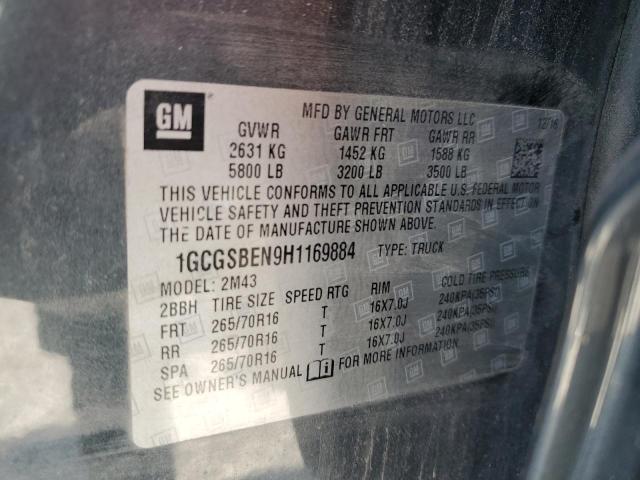 GM
MFD BY GENERAL MOTORS LLC
12/16
GVWR GAWR FRT GAWR RR
2631 KG 1452 KG 1588 KG
5800 LB 3200 LB 3500 LB
THIS VEHICLE CONFORMS TO ALL APPLICABLE U.S. FEDERAL MOTOR
VEHICLE SAFETY AND THEFT PREVENTION STANDARDS IN EFFECT ON
THE DATE OF MANUFACTURE SHOWN ABOVE.
1GCGSBEN9H1169884 TYPE: TRUCK
MODEL: 2M43
2BBH TIRE SIZE SPEED RTG RIM COLD TIRE PRESSURE
FRT 265/70R16 T 16X7.0J 240KPA(35PSI)
RR 265/70R16 T 16X7.0J 240KPA(35PSI)
SPA 265/70R16 T 16X7.0J 240KPA(35PSI)
SEE OWNER'S MANUAL FOR MORE INFORMATION.